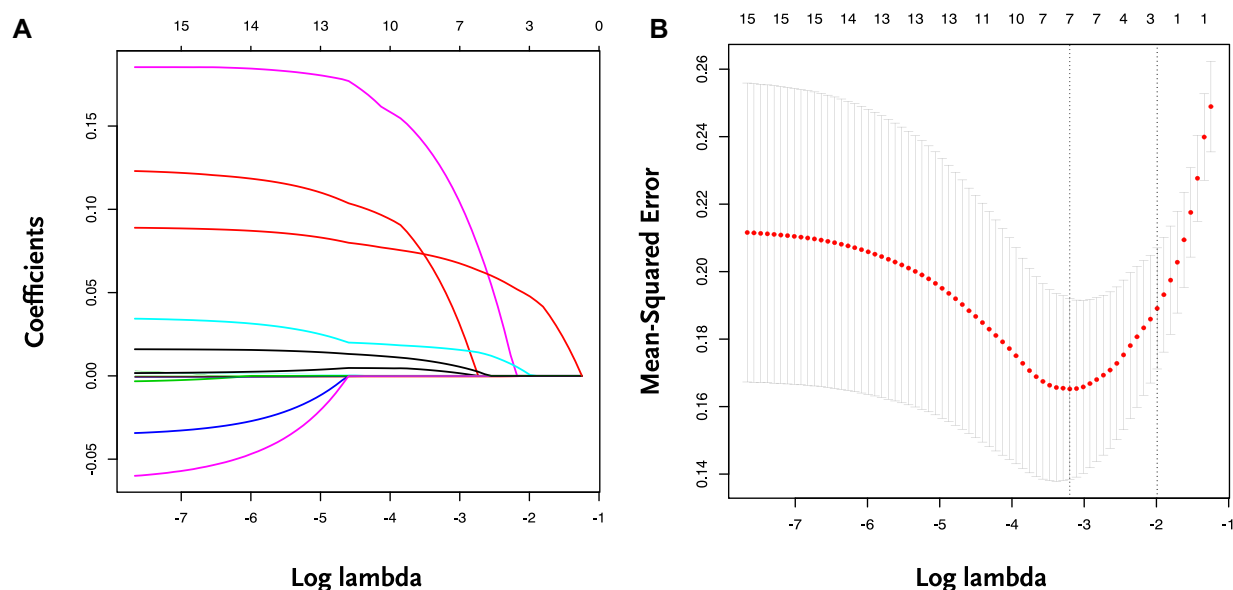 A
15 14 13 10 7 3 0
Coefficients
0.15
0.10
0.05
0.00
-0.05
-7 -6 -5 -4 -3 -2 -1
Log lambda
B
15 15 15 14 13 13 13 11 10 7 7 7 4 3 1 1
Mean-Squared Error
0.26
0.24
0.22
0.20
0.18
0.16
0.14
-7 -6 -5 -4 -3 -2 -1
Log lambda